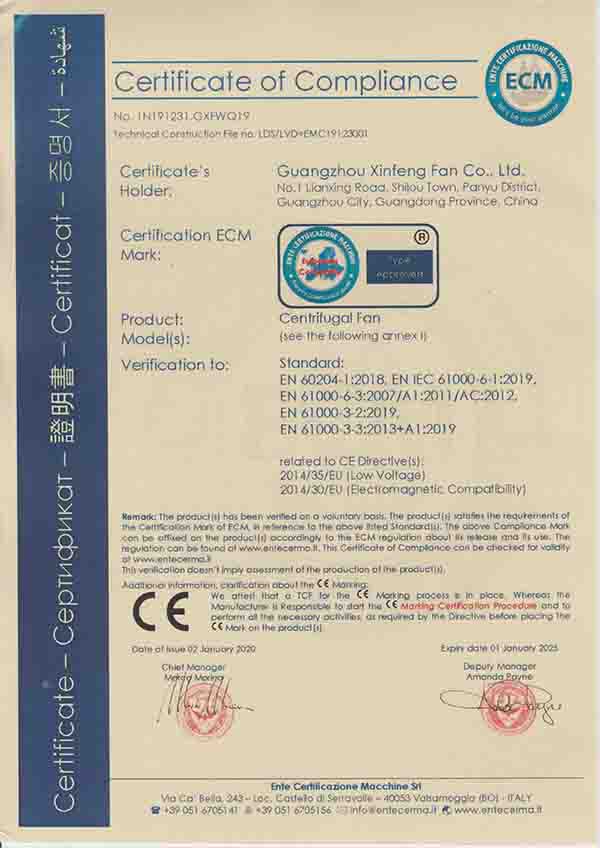 Certificate – Сертификат – 證明書 – Certificat – 증명서 – شهادة
Certificate of Compliance
ENTE CERTIFICAZIONE MACCHINE
ECM
No. 1N191231.GXFWQ19
Technical Construction File no. LDS/LVD+EMC19123001
Certificate's Holder:
Guangzhou Xinfeng Fan Co., Ltd.
No.1 Lianxing Road, Shilou Town, Panyu District,
Guangzhou City, Guangdong Province, China
Certification ECM Mark:
ENTE CERTIFICAZIONE MACCHINE
®
Type
Approved
Product:
Centrifugal Fan
Model(s):
(see the following annex I)
Verification to:
Standard:
EN 60204-1:2018, EN IEC 61000-6-1:2019,
EN 61000-6-3:2007/A1:2011/AC:2012,
EN 61000-3-2:2019,
EN 61000-3-3:2013+A1:2019
related to CE Directive(s):
2014/35/EU (Low Voltage)
2014/30/EU (Electromagnetic Compatibility)
Remark: The product(s) has been verified on a voluntary basis. The product(s) satisfies the requirements of
the Certification Mark of ECM, in reference to the above listed Standard(s). The above Compliance Mark
can be affixed on the product(s) accordingly to the ECM regulation about its release and its use. The
regulation can be found at www.entecerma.it. This Certificate of Compliance can be checked for validity
at www.entecerma.it
This verification doesn't imply assessment of the production of the product(s).
Additional information, clarification about the CE Marking:
CE
We attest that a TCF for the CE Marking process is in place. Whereas the
Manufacturer is Responsible to start the CE Marking Certification Procedure and to
perform all the necessary activities, as required by the Directive before placing the
CE Mark on the product(s).
Date of issue 02 January 2020
Expiry date 01 January 2025
Chief Manager
Marco Morina
Deputy Manager
Amanda Payne
Ente Certificazione Macchine Srl
Via Ca' Bella, 243 – Loc. Castello di Serravalle – 40053 Valsamoggia (BO) - ITALY
+39 051 6705141 +39 051 6705156 info@entecerma.it www.entecerma.it